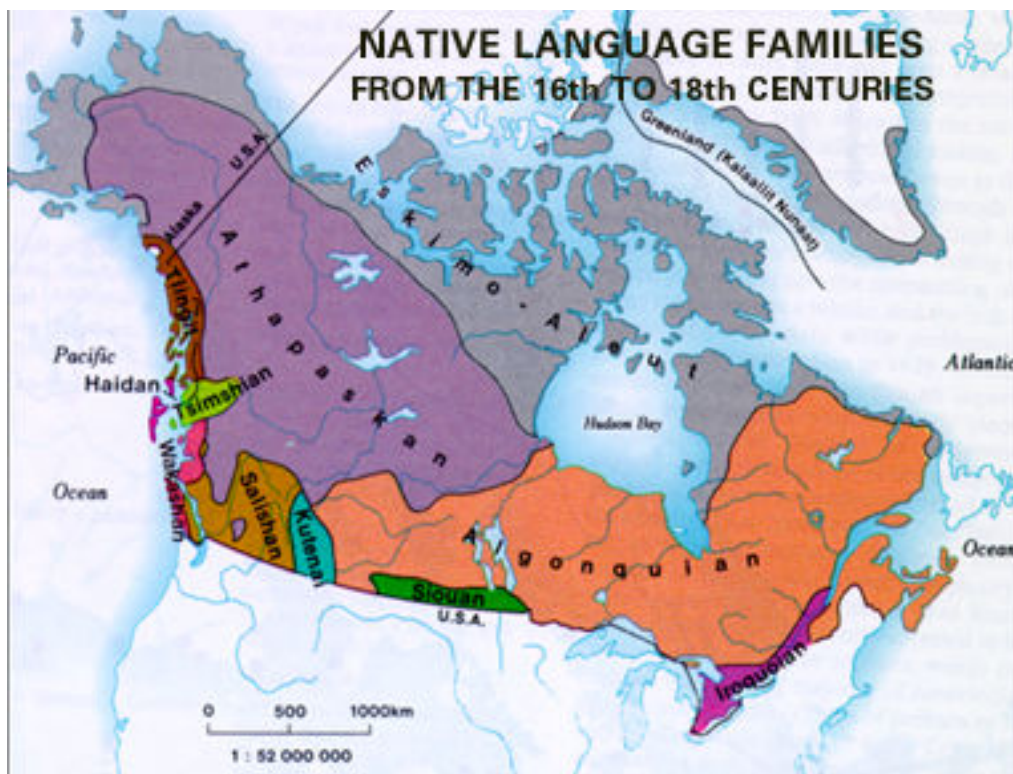 NATIVE LANGUAGE FAMILIES
FROM THE 16th TO 18th CENTURIES
Greenland (Kalaallit Nunaat)
U.S.A.
Alaska
Eskimo-Aleut
Athapaskan
Tlingit
Pacific
Ocean
Haidan
Tsimshian
Wakashan
Salishan
Kutenai
Hudson Bay
Atlantic
Ocean
Algonquian
Siouan
U.S.A.
Iroquoian
0 500 1000km
1 : 52 000 000